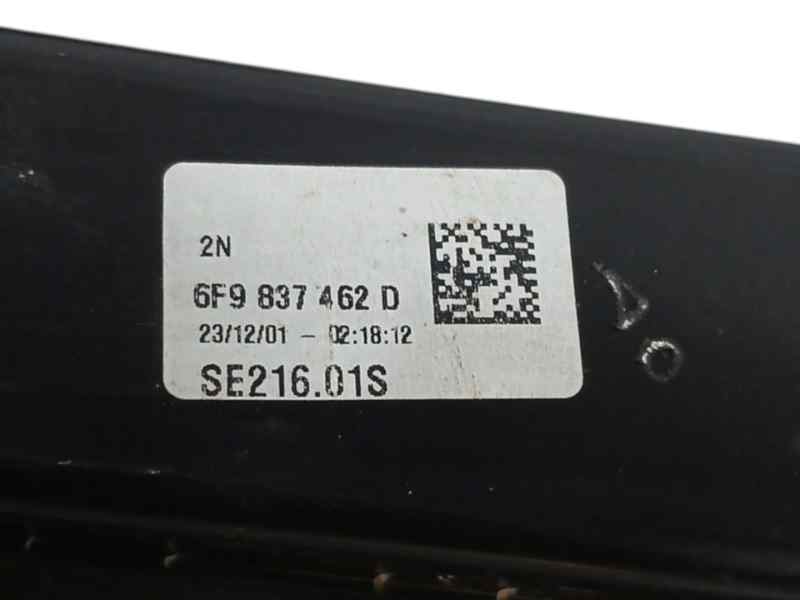 2N
6F9 837 462 D
23/12/01 - 02:18:12
SE216.01S